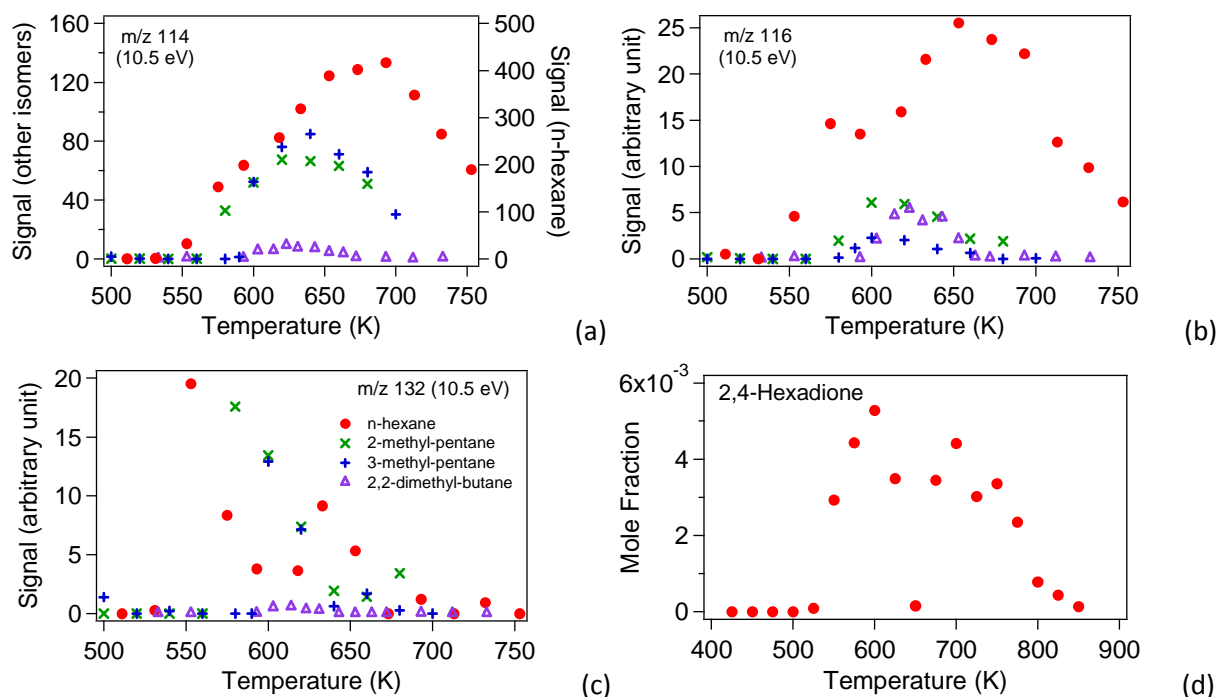 m/z 114
(10.5 eV)
Signal (other isomers)
160
120
80
40
0
500
400
300
200
100
0
Signal (n-hexane)
500 550 600 650 700 750
Temperature (K)
(a)
m/z 116
(10.5 eV)
Signal (arbitrary unit)
25
20
15
10
5
0
500 550 600 650 700 750
Temperature (K)
(b)
m/z 132 (10.5 eV)
Signal (arbitrary unit)
20
15
10
5
0
n-hexane
2-methyl-pentane
3-methyl-pentane
2,2-dimethyl-butane
500 550 600 650 700 750
Temperature (K)
(c)
2,4-Hexadione
Mole Fraction
6x10-3
4
2
0
400 500 600 700 800 900
Temperature (K)
(d)